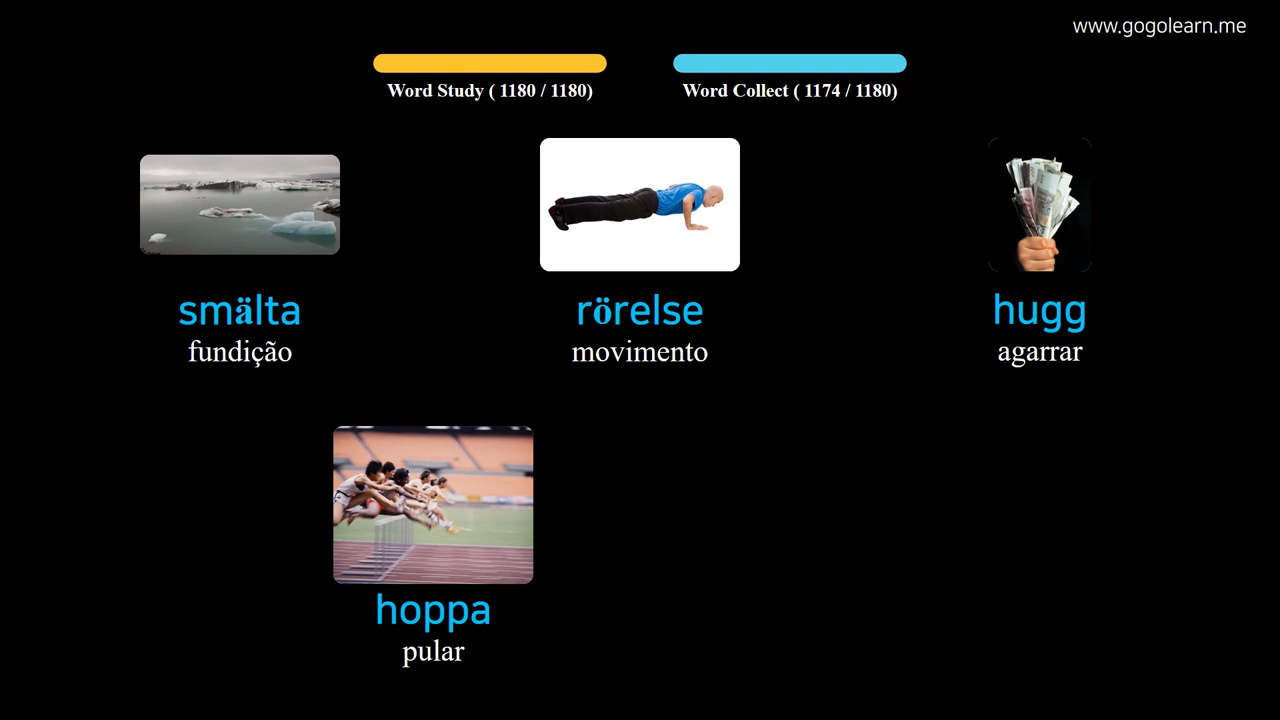 www.gogolearn.me
Word Study ( 1180 / 1180)
Word Collect ( 1174 / 1180)
smälta
fundição
rörelse
movimento
hugg
agarrar
hoppa
pular